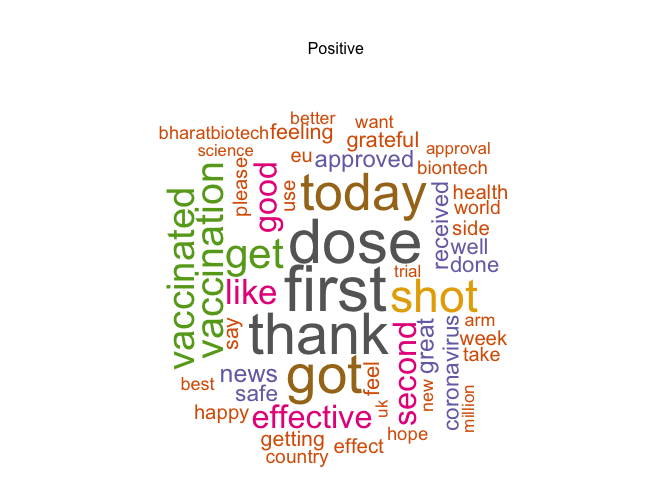 Positive
better
want
bharatbiotech
feeling
grateful
science
eu
approved
approval
biontech
please
good
use
today
received
health
world
vaccinated
vaccination
get
dose
side
well
done
like
first
trial
shot
say
thank
second
great
coronavirus
arm
week
take
best
news
safe
got
feel
new
million
happy
effective
uk
hope
getting
effect
country